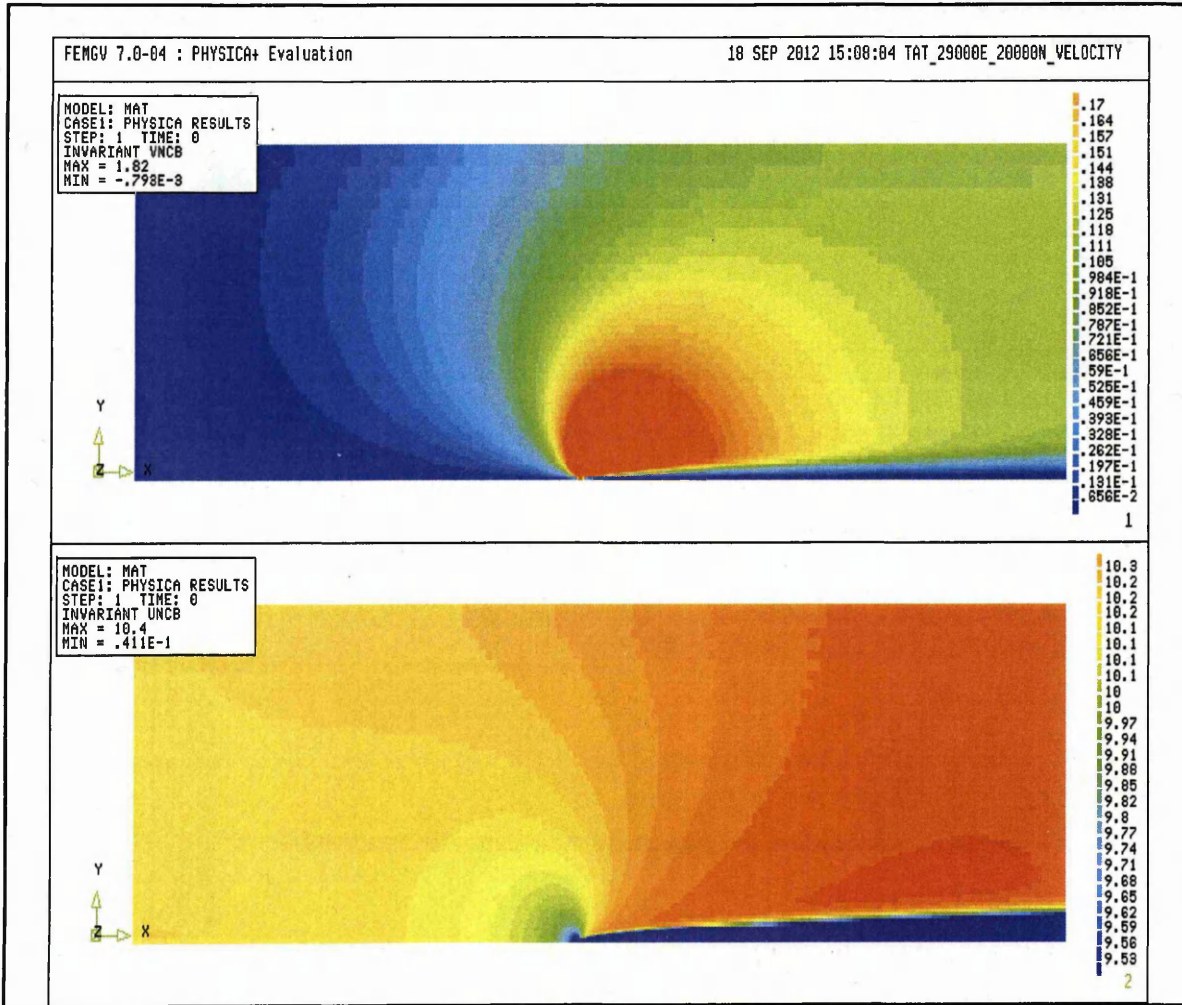 FEMGV 7.0-04 : PHYSICA+ Evaluation
18 SEP 2012 15:08:04 TAT_29000E_20000N_VELOCITY
MODEL: MAT
CASE1: PHYSICA RESULTS
STEP: 1 TIME: 0
INVARIANT VNCB
MAX = 1.82
MIN = -.793E-3
.17
.164
.157
.151
.144
.138
.131
.125
.118
.111
.105
.984E-1
.918E-1
.852E-1
.787E-1
.721E-1
.656E-1
.59E-1
.525E-1
.459E-1
.393E-1
.328E-1
.262E-1
.197E-1
.131E-1
.656E-2
Y
Z
X
1
MODEL: MAT
CASE1: PHYSICA RESULTS
STEP: 1 TIME: 0
INVARIANT UNCB
MAX = 10.4
MIN = .411E-1
10.3
10.2
10.2
10.2
10.1
10.1
10.1
10.1
10
10
9.97
9.94
9.91
9.88
9.85
9.82
9.8
9.77
9.74
9.71
9.68
9.65
9.62
9.59
9.56
9.53
Y
Z
X
2